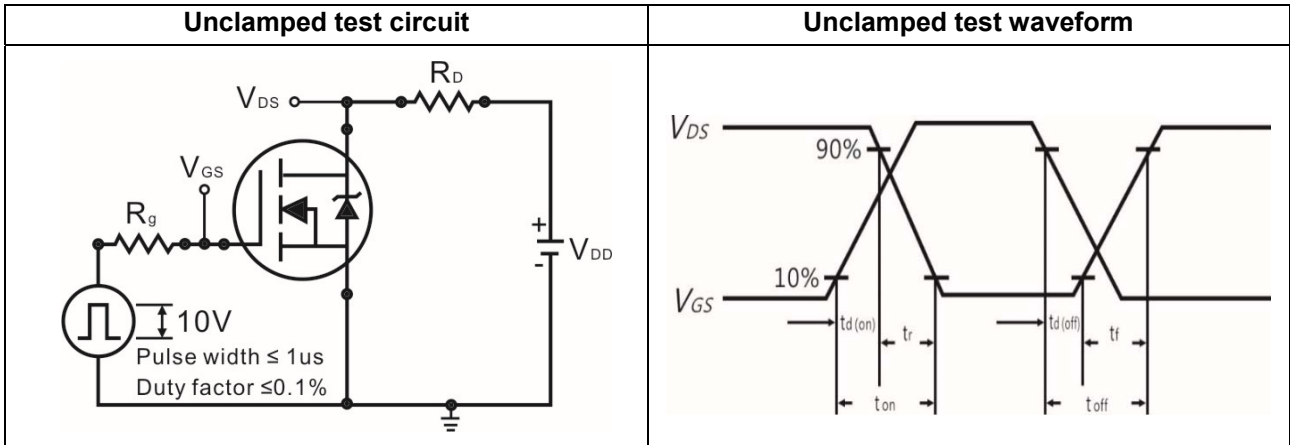 Unclamped test circuit
Unclamped test waveform
VDS
RD
VGS
Rg
+
-
VDD
10V
Pulse width ≤ 1us
Duty factor ≤0.1%
VDS
90%
10%
VGS
td(on)
tr
td(off)
tf
ton
toff